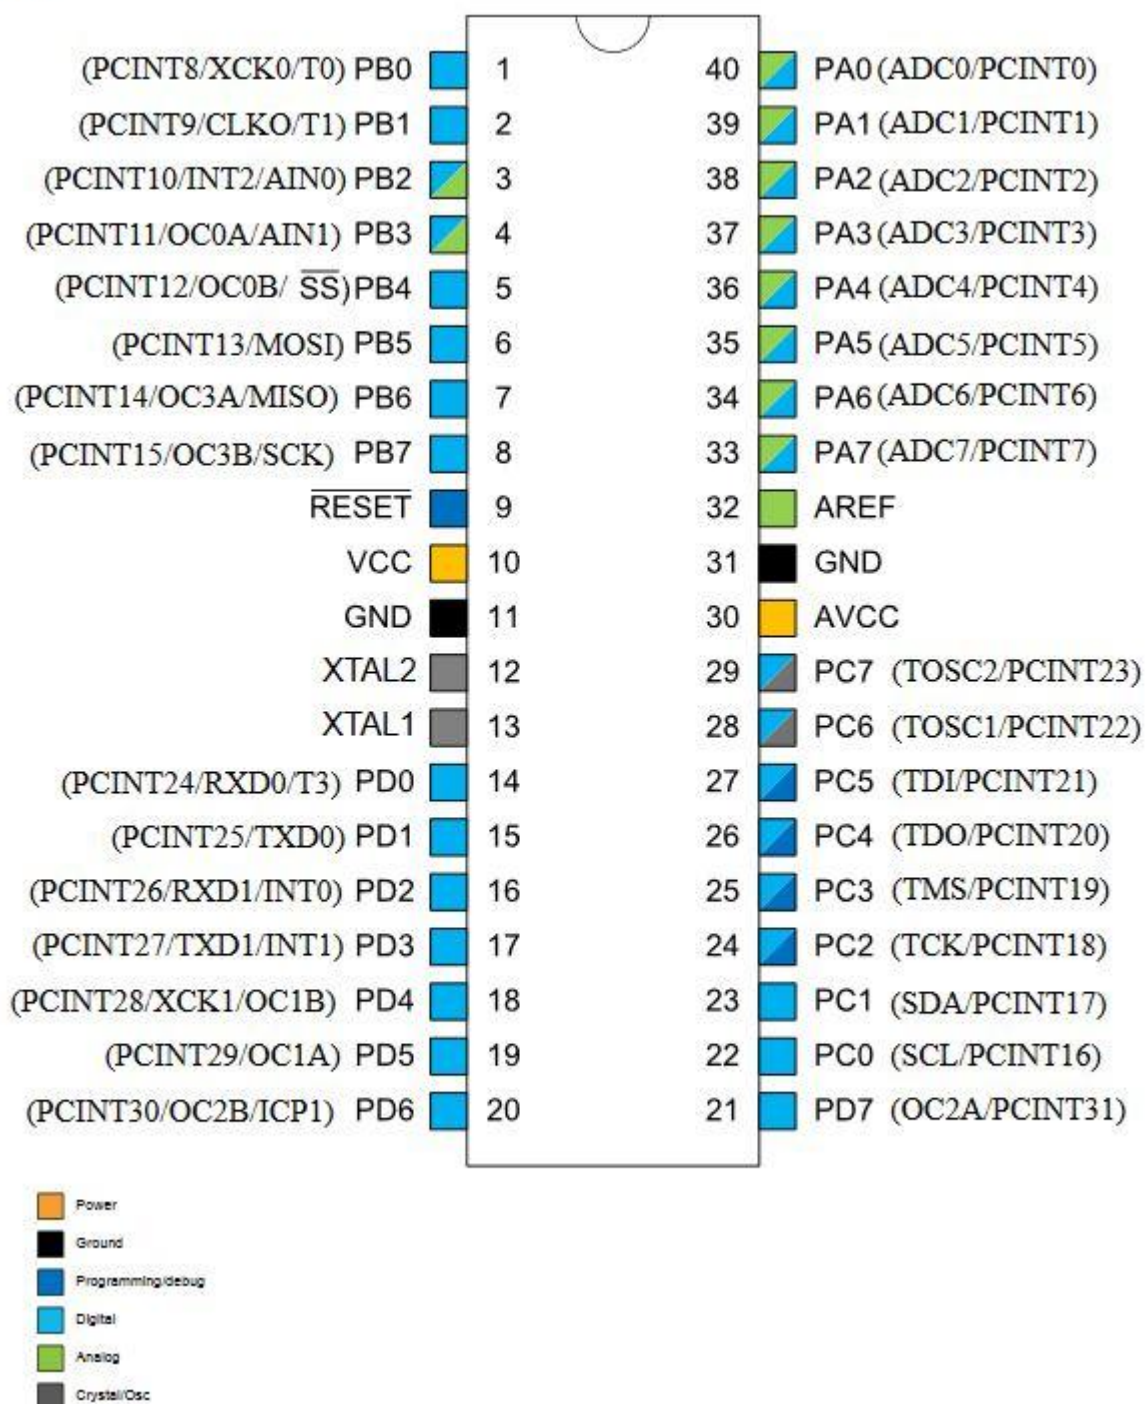 (PCINT8/XCK0/T0) PB0 1 40 PA0 (ADC0/PCINT0)
(PCINT9/CLKO/T1) PB1 2 39 PA1 (ADC1/PCINT1)
(PCINT10/INT2/AIN0) PB2 3 38 PA2 (ADC2/PCINT2)
(PCINT11/OC0A/AIN1) PB3 4 37 PA3 (ADC3/PCINT3)
(PCINT12/OC0B/ S̅S̅) PB4 5 36 PA4 (ADC4/PCINT4)
(PCINT13/MOSI) PB5 6 35 PA5 (ADC5/PCINT5)
(PCINT14/OC3A/MISO) PB6 7 34 PA6 (ADC6/PCINT6)
(PCINT15/OC3B/SCK) PB7 8 33 PA7 (ADC7/PCINT7)
R̅E̅S̅E̅T̅ 9 32 AREF
VCC 10 31 GND
GND 11 30 AVCC
XTAL2 12 29 PC7 (TOSC2/PCINT23)
XTAL1 13 28 PC6 (TOSC1/PCINT22)
(PCINT24/RXD0/T3) PD0 14 27 PC5 (TDI/PCINT21)
(PCINT25/TXD0) PD1 15 26 PC4 (TDO/PCINT20)
(PCINT26/RXD1/INT0) PD2 16 25 PC3 (TMS/PCINT19)
(PCINT27/TXD1/INT1) PD3 17 24 PC2 (TCK/PCINT18)
(PCINT28/XCK1/OC1B) PD4 18 23 PC1 (SDA/PCINT17)
(PCINT29/OC1A) PD5 19 22 PC0 (SCL/PCINT16)
(PCINT30/OC2B/ICP1) PD6 20 21 PD7 (OC2A/PCINT31)
Power
Ground
Programming/debug
Digital
Analog
Crystal/Osc